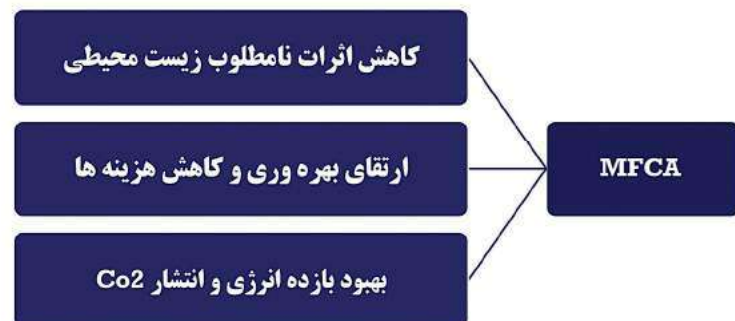 MFCA
کاهش اثرات نامطلوب زیست محیطی
ارتقای بهره وری و کاهش هزینه ها
بهبود بازده انرژی و انتشار Co2